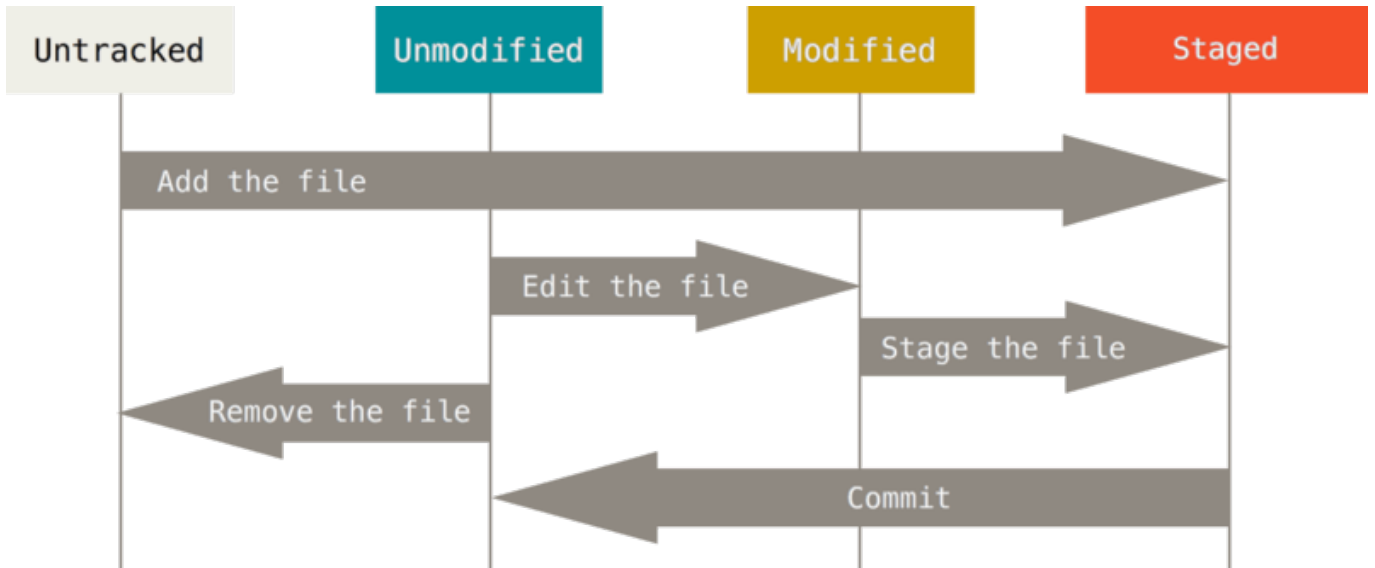 Untracked
Unmodified
Modified
Staged
Add the file
Edit the file
Stage the file
Remove the file
Commit